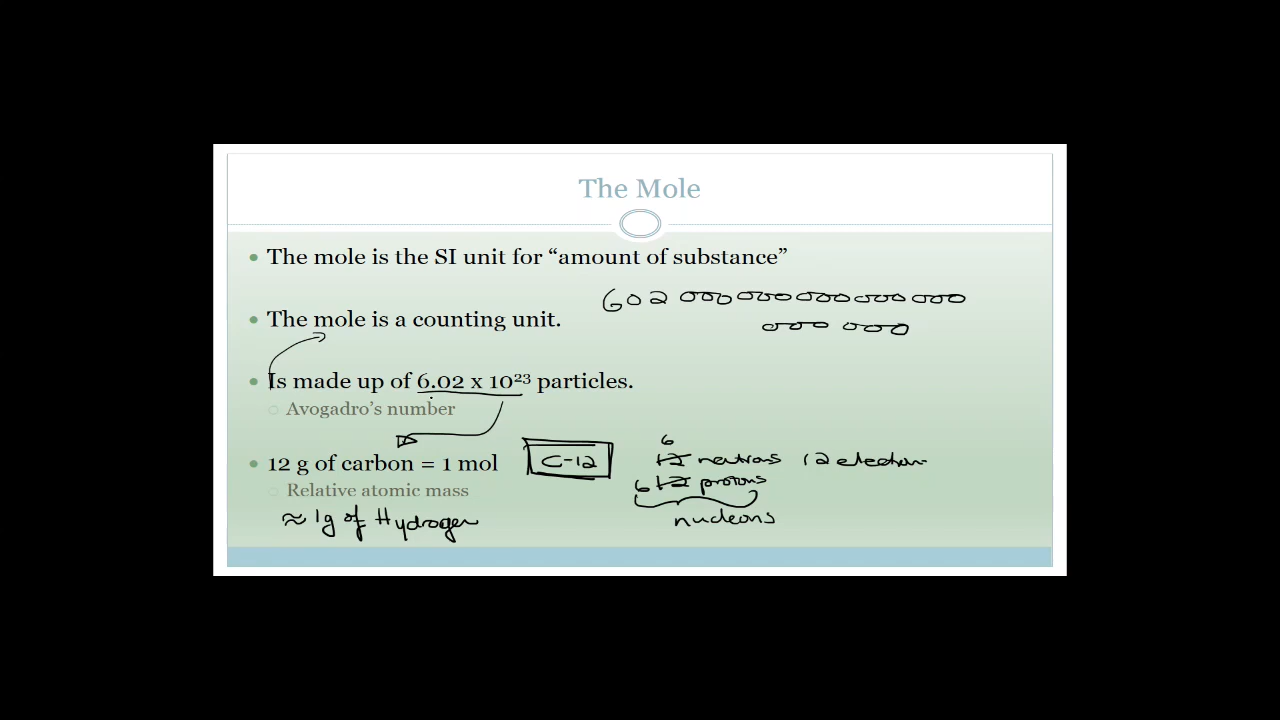 The Mole
• The mole is the SI unit for “amount of substance”
602 000 000 000 000 000
• The mole is a counting unit.
000 000
• Is made up of 6.02 x 10²³ particles.
○ Avogadro’s number
• 12 g of carbon = 1 mol
C-12
6
12 neutrons 12 electron
○ Relative atomic mass
6 12 protons
≈ 1g of Hydrogen
nucleons